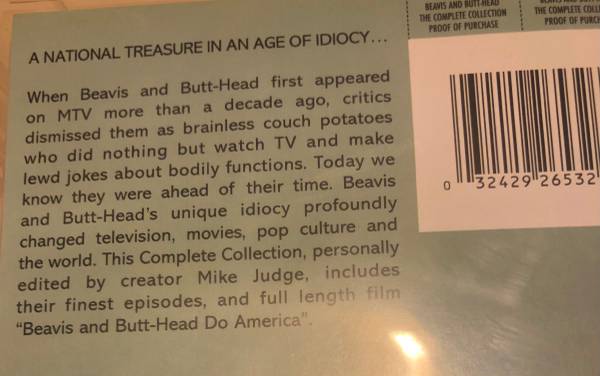 BEAVIS AND BUTT-HEAD
THE COMPLETE COLLECTION
PROOF OF PURCHASE
THE COMPLETE
PROOF OF
A NATIONAL TREASURE IN AN AGE OF IDIOCY...
When Beavis and Butt-Head first appeared
on MTV more than a decade ago, critics
dismissed them as brainless couch potatoes
who did nothing but watch TV and make
lewd jokes about bodily functions. Today we
know they were ahead of their time. Beavis
and Butt-Head's unique idiocy profoundly
changed television, movies, pop culture and
the world. This Complete Collection, personally
edited by creator Mike Judge, includes
their finest episodes, and full length film
"Beavis and Butt-Head Do America".
0 32429 26532